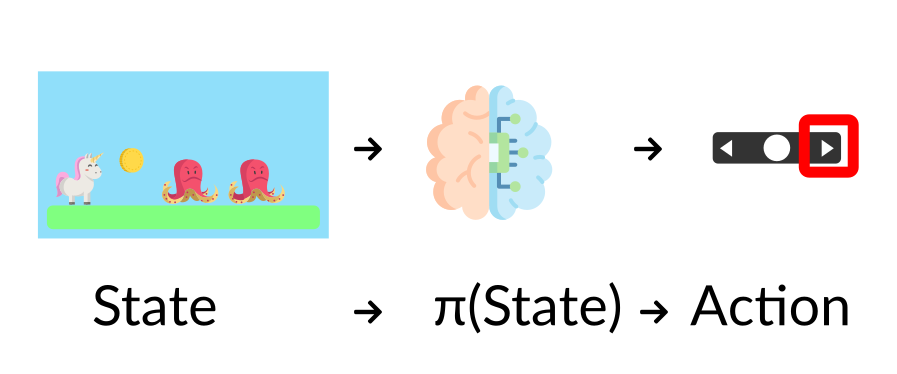 State → π(State) → Action